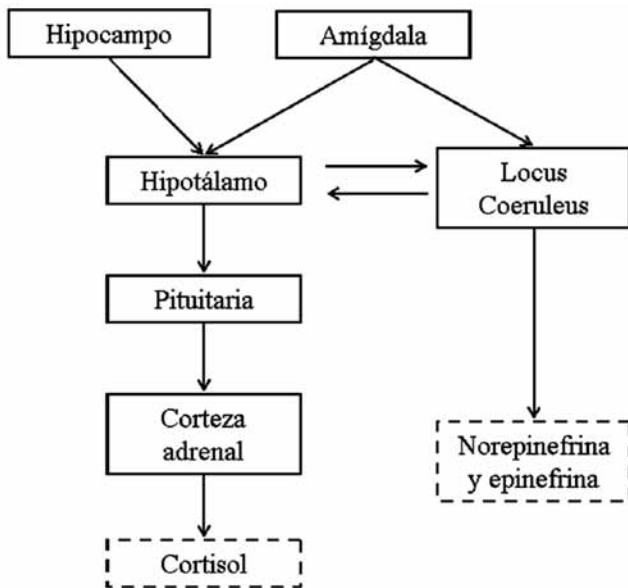 Hipocampo
Amígdala
Hipotálamo
Locus
Coeruleus
Pituitaria
Corteza
adrenal
Norepinefrina
y epinefrina
Cortisol